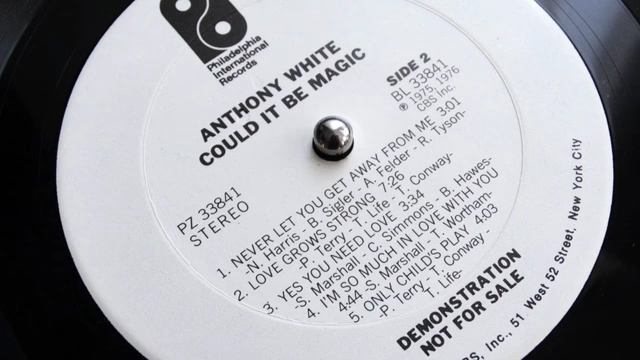 Philadelphia
International
Records
ANTHONY WHITE
COULD IT BE MAGIC
SIDE 2
BL 33841
℗ 1975, 1976
CBS Inc.
PZ 33841
STEREO
1. NEVER LET YOU GET AWAY FROM ME 3:01
-N. Harris - B. Sigler - A. Felder - R. Tyson-
2. LOVE GROWS STRONG 7:26
-P. Terry - T. Life - T. Conway-
3. YES YOU NEED LOVE 3:34
-S. Marshall - C. Simmons - B. Hawes-
4. I'M SO MUCH IN LOVE WITH YOU
4:44 -S. Marshall - T. Wortham-
5. ONLY CHILD'S PLAY 4:03
-P. Terry - T. Conway -
T. Life-
DEMONSTRATION
NOT FOR SALE
Inc., 51 West 52 Street, New York City